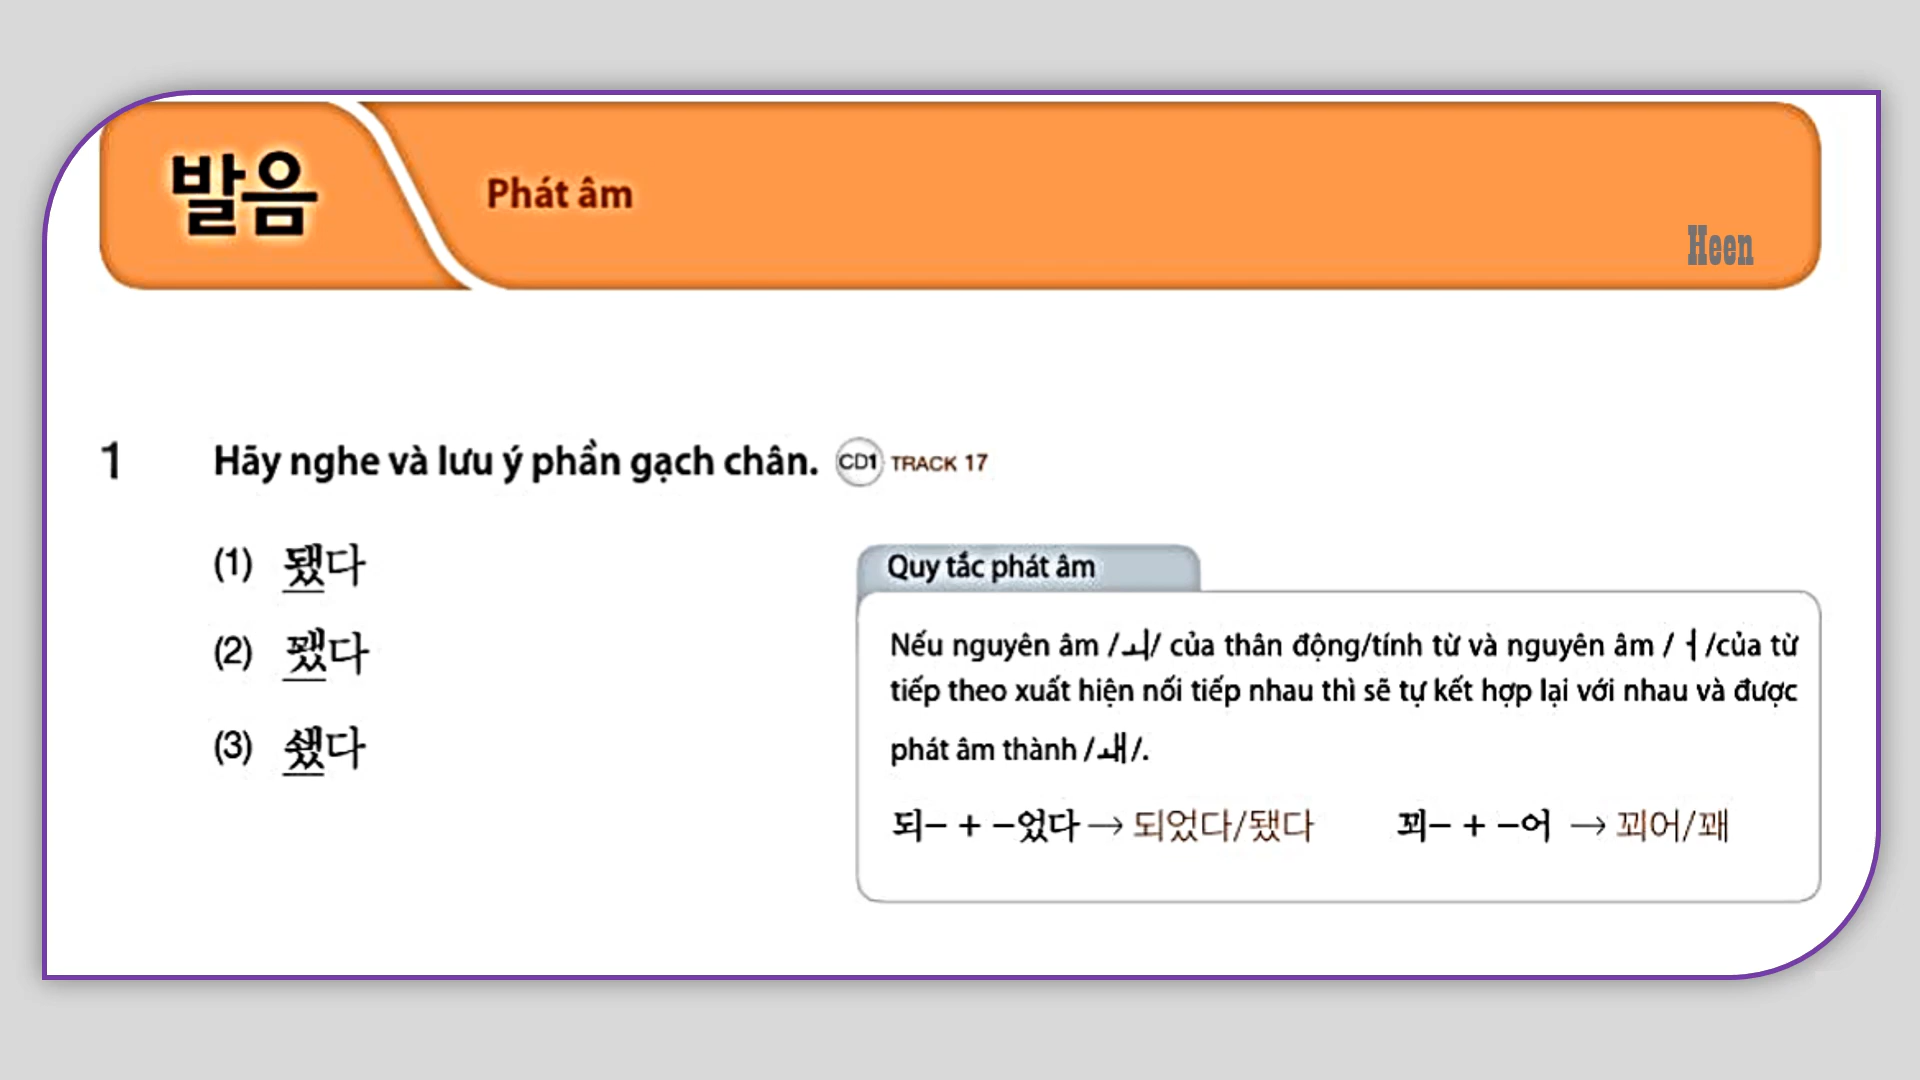 발음
Phát âm
Heen
1 Hãy nghe và lưu ý phần gạch chân. CD1 TRACK 17
(1) 됐다
(2) 꽸다
(3) 쇘다
Quy tắc phát âm
Nếu nguyên âm /ㅚ/ của thân động/tính từ và nguyên âm /ㅓ/của từ
tiếp theo xuất hiện nối tiếp nhau thì sẽ tự kết hợp lại với nhau và được
phát âm thành /ㅙ/.
되– + –었다 → 되었다/됐다 꾀– + –어 → 꾀어/꽤